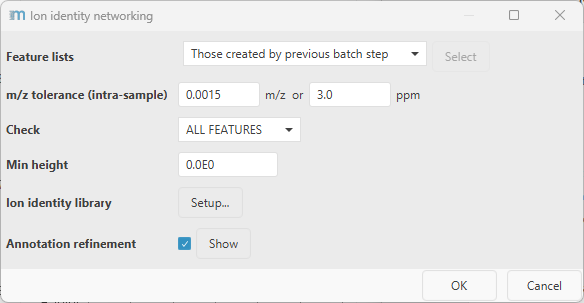 m Ion identity networking
Feature lists Those created by previous batch step Select
m/z tolerance (intra-sample) 0.0015 m/z or 3.0 ppm
Check ALL FEATURES
Min height 0.0E0
Ion identity library Setup...
Annotation refinement Show
OK Cancel